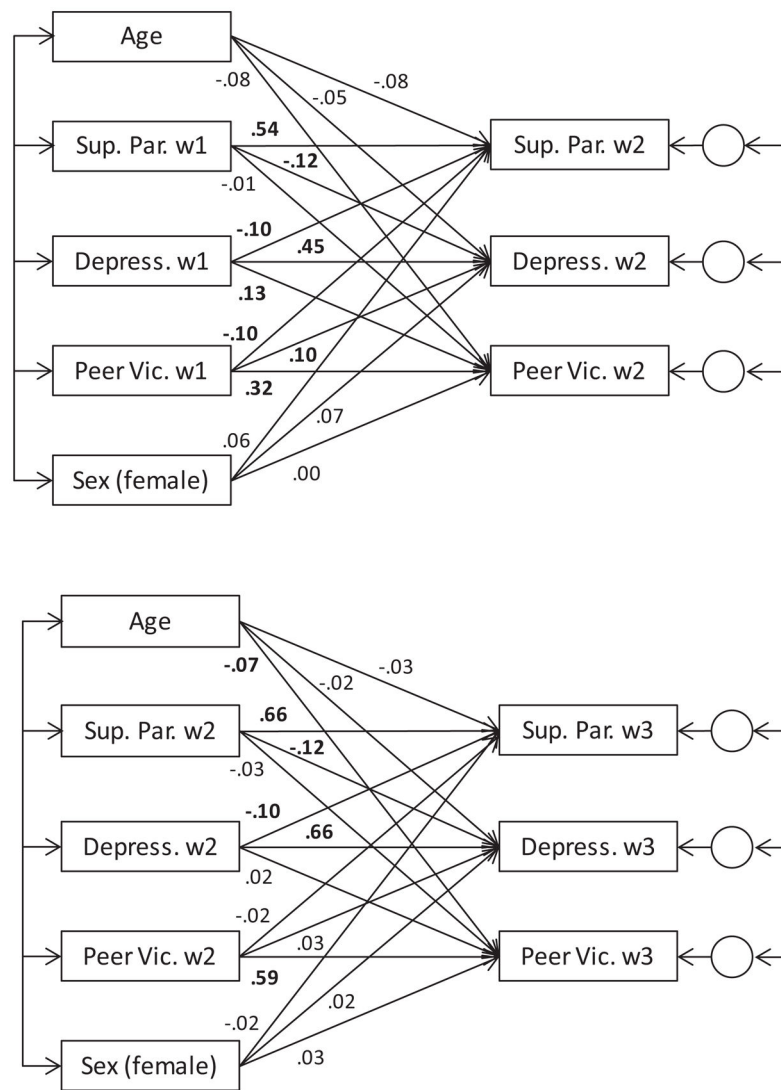 Age
-.08
-.05
-.08
Sup. Par. w1
.54
-.12
-.01
Sup. Par. w2
Depress. w1
-.10
.45
.13
Depress. w2
Peer Vic. w1
-.10
.10
.32
Peer Vic. w2
Sex (female)
.06
.07
.00
Age
-.07
-.02
-.03
Sup. Par. w2
.66
-.12
-.03
Sup. Par. w3
Depress. w2
-.10
.66
.02
Depress. w3
Peer Vic. w2
-.02
.03
.59
Peer Vic. w3
Sex (female)
-.02
.02
.03